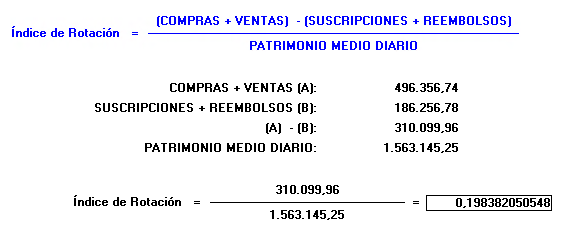 (COMPRAS + VENTAS) - (SUSCRIPCIONES + REEMBOLSOS)
Índice de Rotación =
PATRIMONIO MEDIO DIARIO
COMPRAS + VENTAS (A): 496.356,74
SUSCRIPCIONES + REEMBOLSOS (B): 186.256,78
(A) - (B): 310.099,96
PATRIMONIO MEDIO DIARIO: 1.563.145,25
310.099,96
Índice de Rotación = = 0,198382050548
1.563.145,25